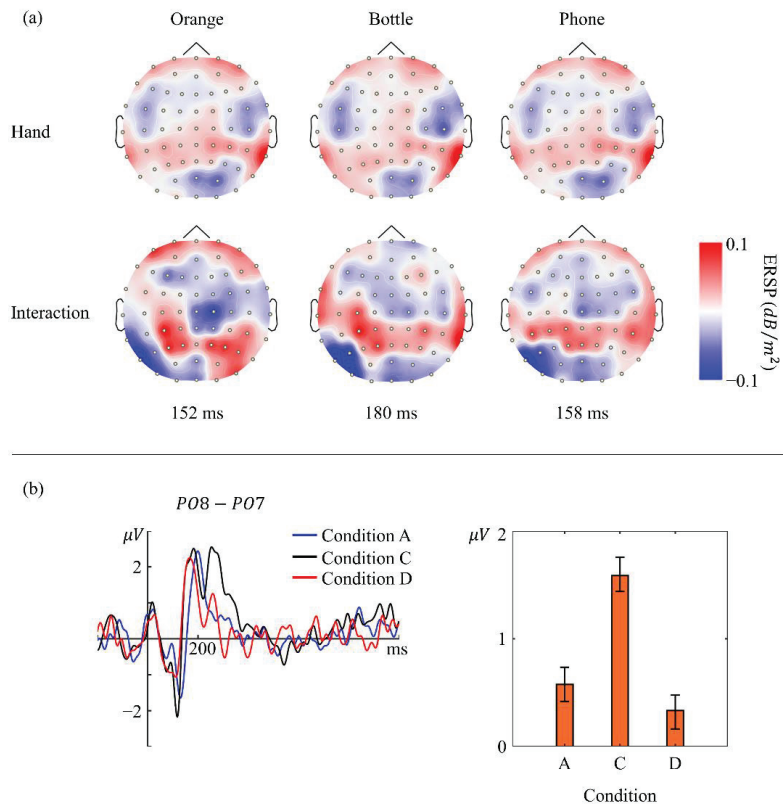 (a)
Orange Bottle Phone
Hand
Interaction
0.1
ERSP (dB/m²)
−0.1
152 ms 180 ms 158 ms
(b)
PO8 − PO7
μV
2
−2
200
ms
Condition A
Condition C
Condition D
μV
2
1
0
A C D
Condition